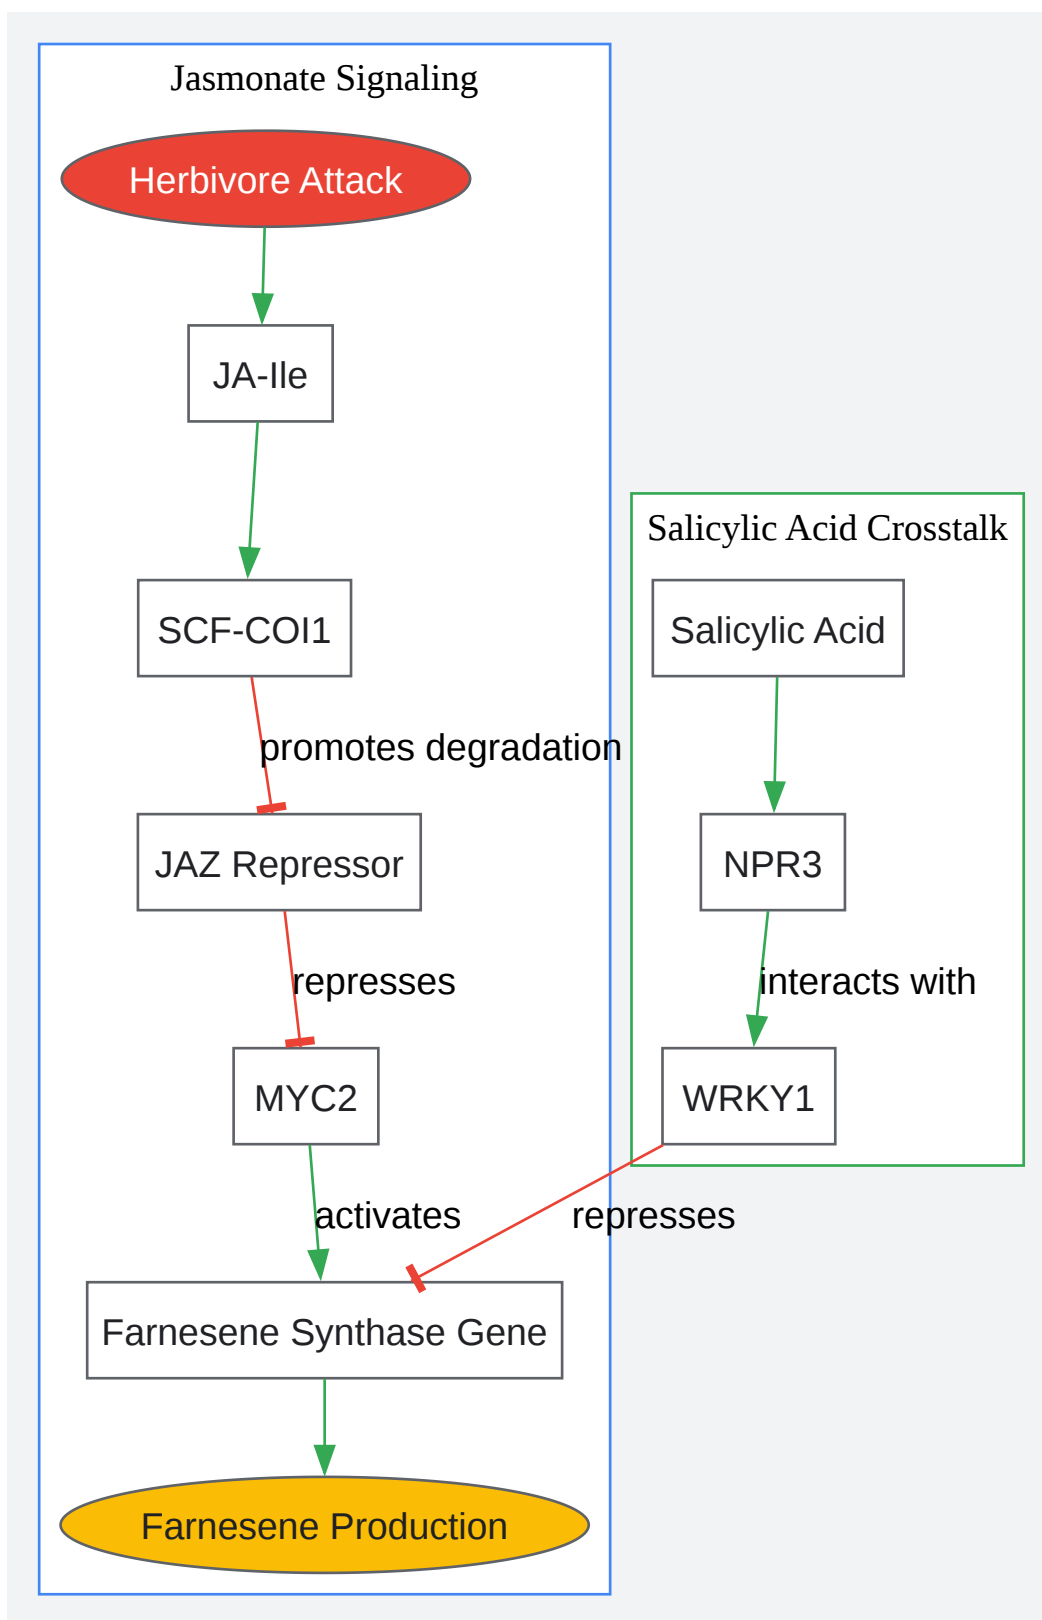 Jasmonate Signaling
Herbivore Attack
JA-Ile
SCF-COI1
promotes degradation
JAZ Repressor
represses
MYC2
activates
Farnesene Synthase Gene
Farnesene Production
Salicylic Acid Crosstalk
Salicylic Acid
NPR3
interacts with
WRKY1
represses